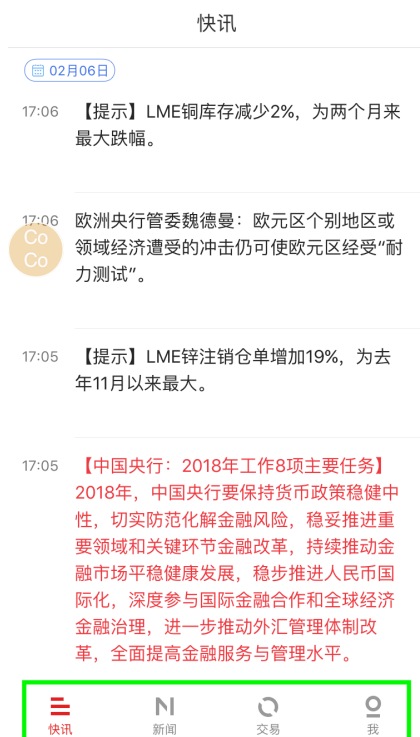 快讯
02月06日
17:06 【提示】LME铜库存减少2%，为两个月来
最大跌幅。
17:06 欧洲央行管委魏德曼：欧元区个别地区或
领域经济遭受的冲击仍可使欧元区经受“耐
力测试”。
Co
Co
17:05 【提示】LME锌注销仓单增加19%，为去
年11月以来最大。
17:05 【中国央行：2018年工作8项主要任务】
2018年，中国央行要保持货币政策稳健中
性，切实防范化解金融风险，稳妥推进重
要领域和关键环节金融改革，持续推动金
融市场平稳健康发展，稳步推进人民币国
际化，深度参与国际金融合作和全球经济
金融治理，进一步推动外汇管理体制改
革，全面提高金融服务与管理水平。
快讯 新闻 交易 我